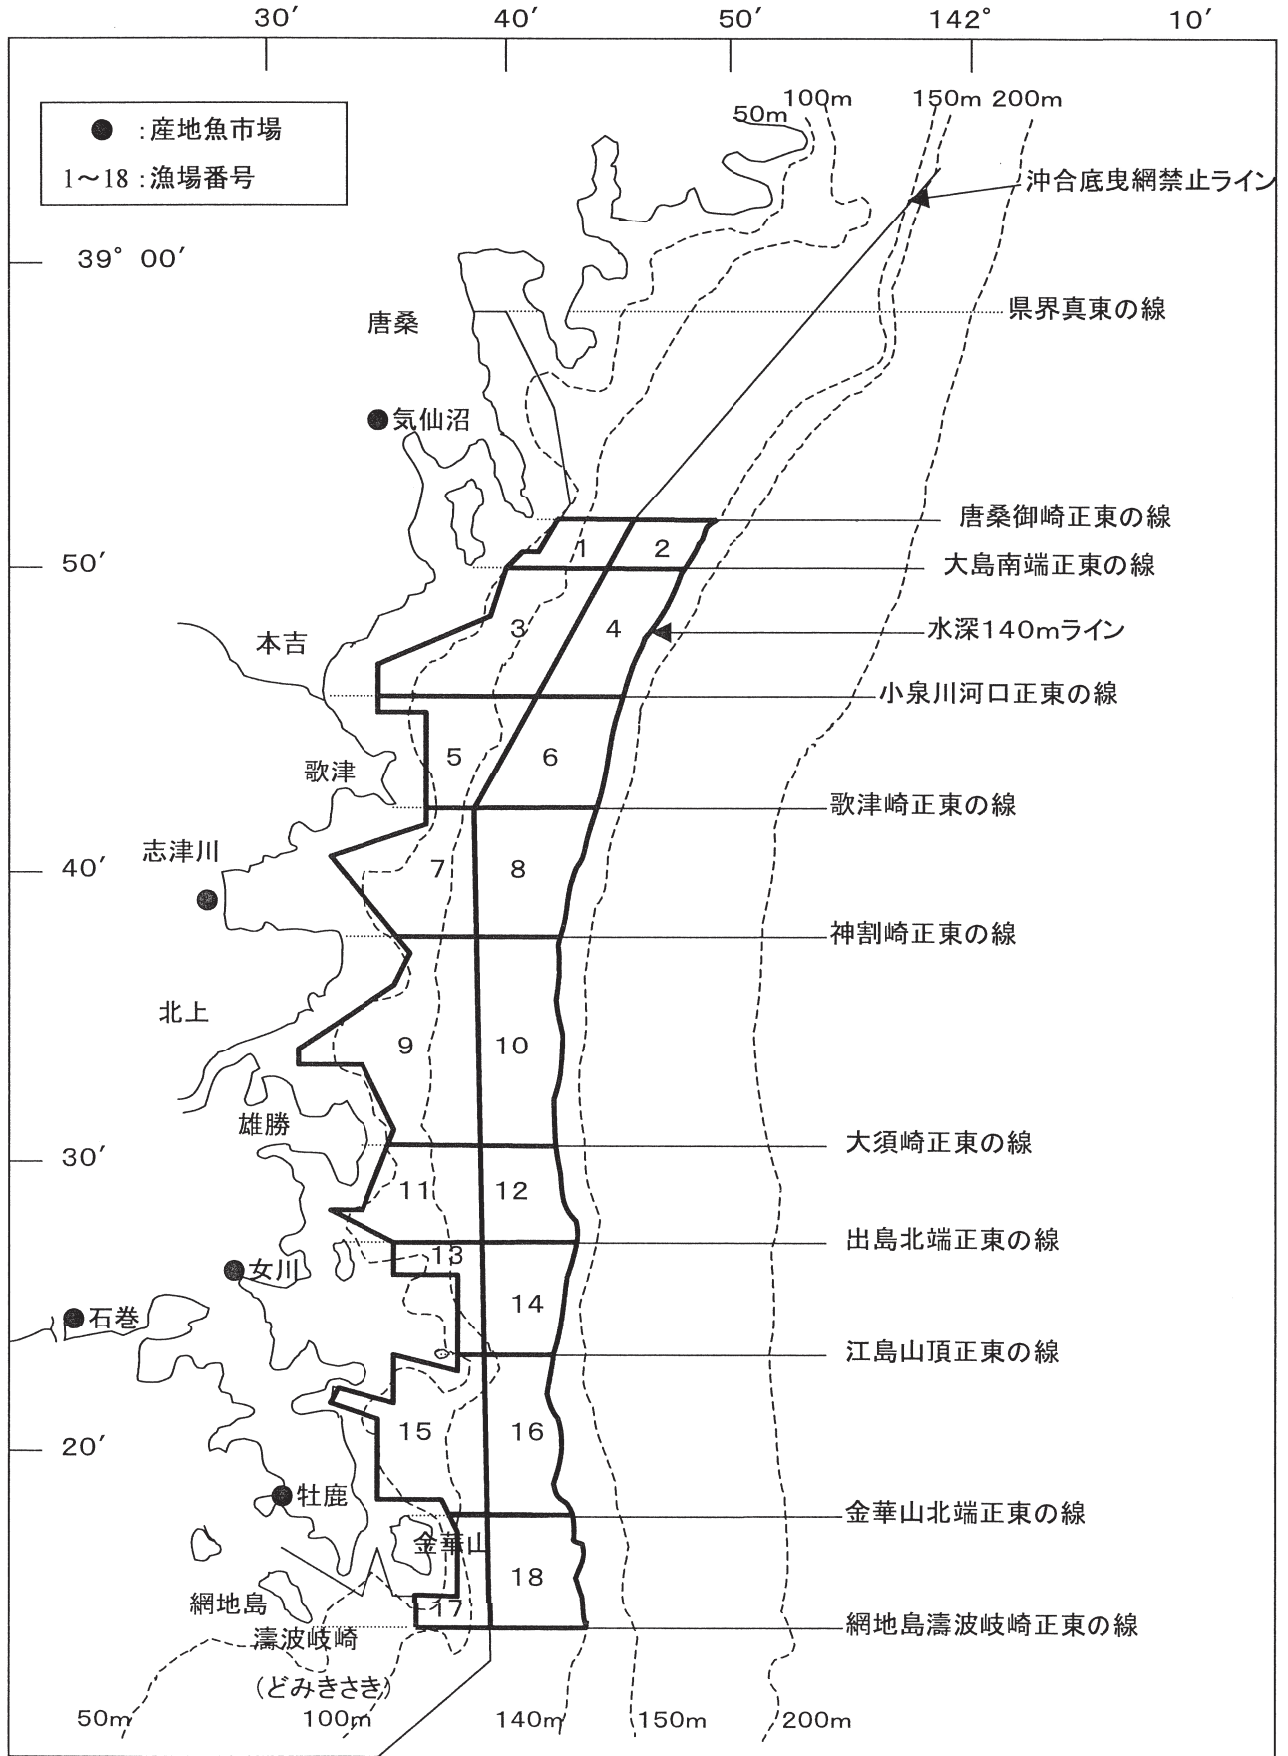 30′ 40′ 50′ 142° 10′
50m 100m 150m 200m
● :産地魚市場
1～18 :漁場番号
沖合底曳網禁止ライン
39° 00′
県界真東の線
唐桑
気仙沼
唐桑御崎正東の線
1 2
50′
大島南端正東の線
3 4
水深140mライン
本吉
小泉川河口正東の線
5 6
歌津
歌津崎正東の線
志津川
40′
7 8
神割崎正東の線
北上
9 10
雄勝
大須崎正東の線
30′
11 12
出島北端正東の線
13
女川
14
石巻
江島山頂正東の線
15 16
20′
牡鹿
金華山北端正東の線
金華山
18
網地島
17
網地島濤波岐崎正東の線
濤波岐崎
(どみきさき)
50m 100m 140m 150m 200m